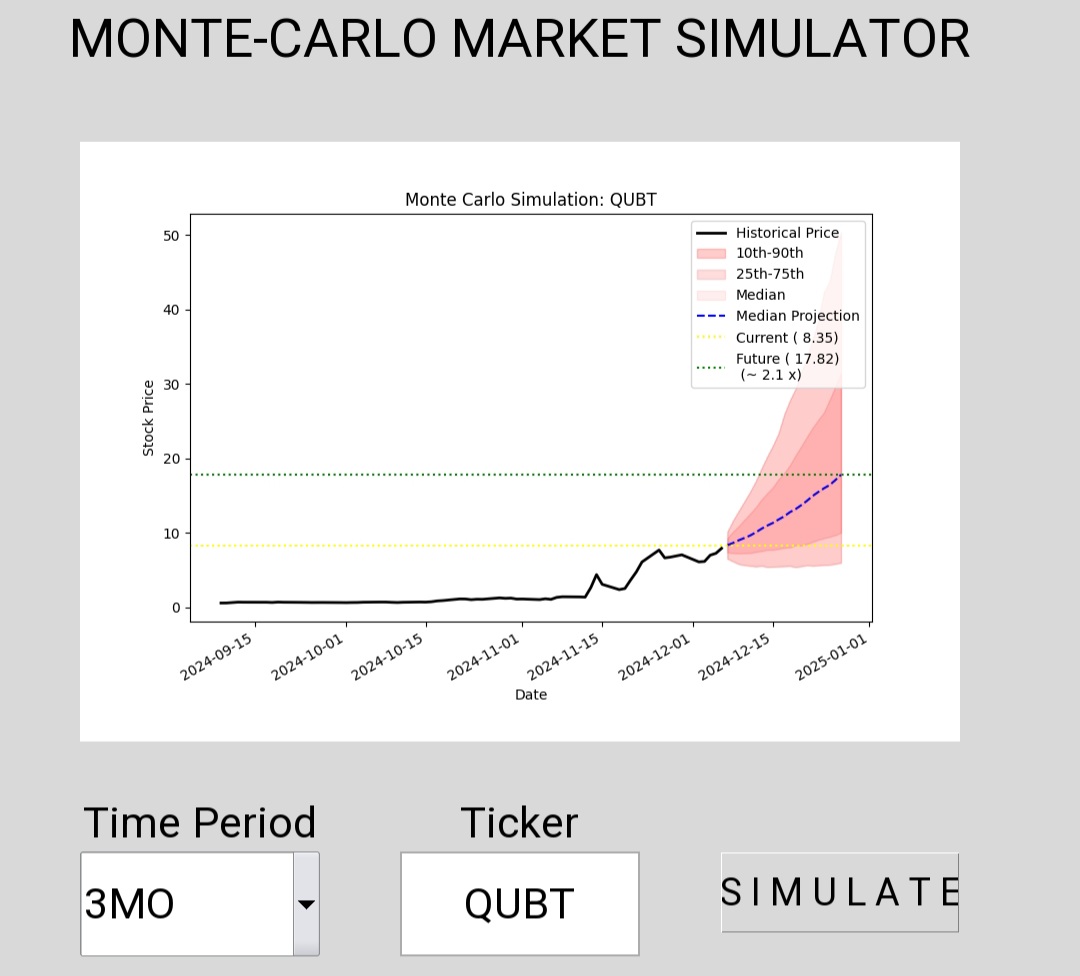 MONTE-CARLO MARKET SIMULATOR
Monte Carlo Simulation: QUBT
Stock Price
50
40
30
20
10
0
Historical Price
10th-90th
25th-75th
Median
Median Projection
Current ( 8.35)
Future ( 17.82)
(~ 2.1 x)
2024-09-15
2024-10-01
2024-10-15
2024-11-01
2024-11-15
2024-12-01
2024-12-15
2025-01-01
Date
Time Period
Ticker
3MO
QUBT
SIMULATE